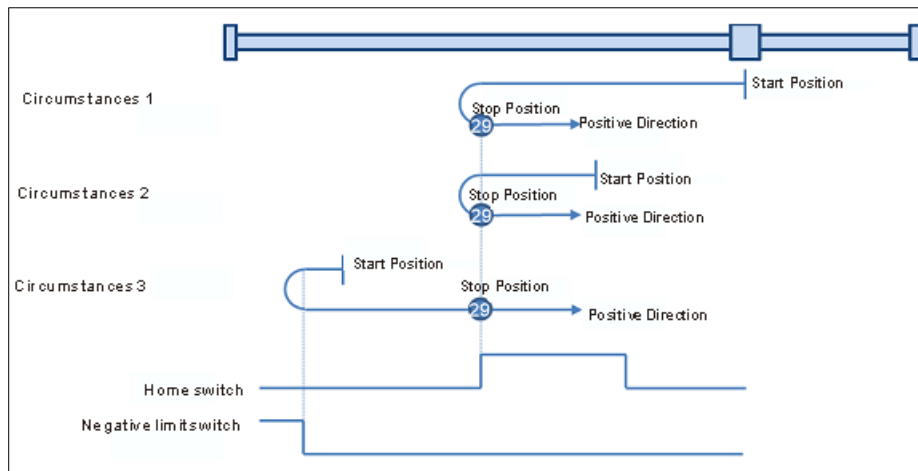 Circumstances 1
Start Position
Stop Position
29
Positive Direction
Circumstances 2
Start Position
Stop Position
29
Positive Direction
Circumstances 3
Start Position
Stop Position
29
Positive Direction
Home switch
Negative limitswitch